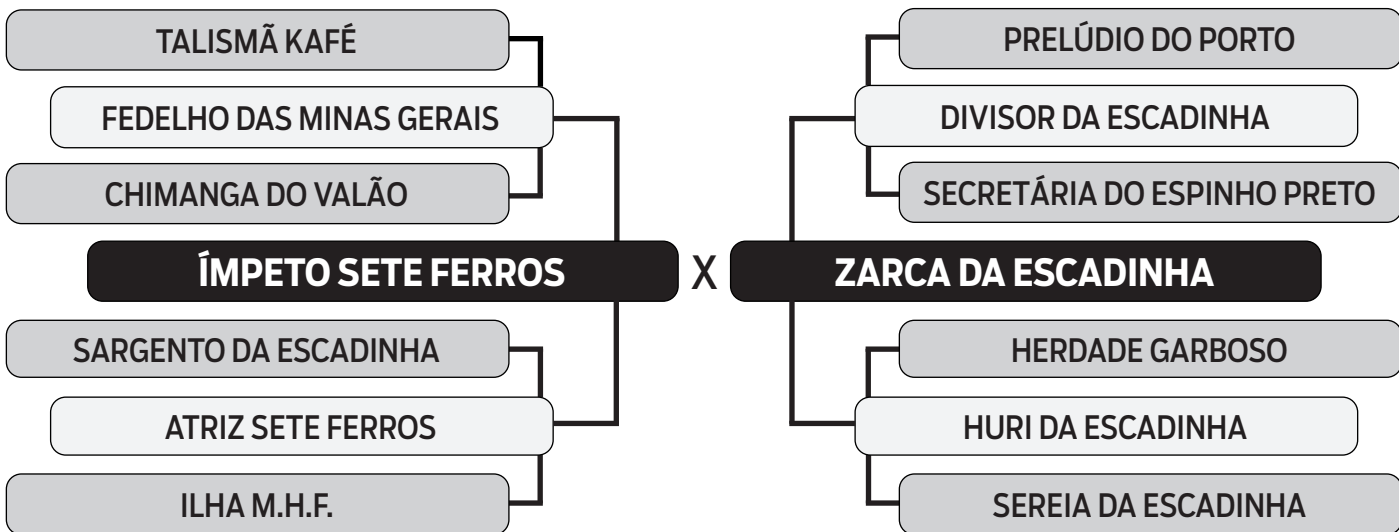 TALISMÃ KAFÉ
FEDELHO DAS MINAS GERAIS
CHIMANGA DO VALÃO
ÍMPETO SETE FERROS
SARGENTO DA ESCADINHA
ATRIZ SETE FERROS
ILHA M.H.F.
X
PRELÚDIO DO PORTO
DIVISOR DA ESCADINHA
SECRETÁRIA DO ESPINHO PRETO
ZARCA DA ESCADINHA
HERDADE GARBOSO
HURI DA ESCADINHA
SEREIA DA ESCADINHA